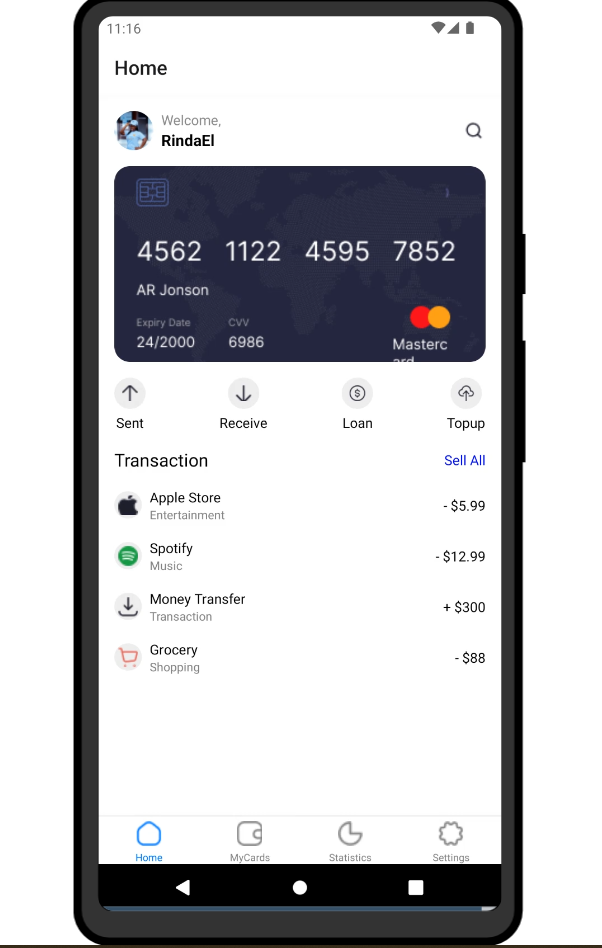 11:16
Home
Welcome,
RindaEl
4562 1122 4595 7852
AR Jonson
Expiry Date CVV
24/2000 6986
Masterc
ard
Sent Receive Loan Topup
Transaction Sell All
Apple Store
Entertainment
- $5.99
Spotify
Music
- $12.99
Money Transfer
Transaction
+ $300
Grocery
Shopping
- $88
Home MyCards Statistics Settings